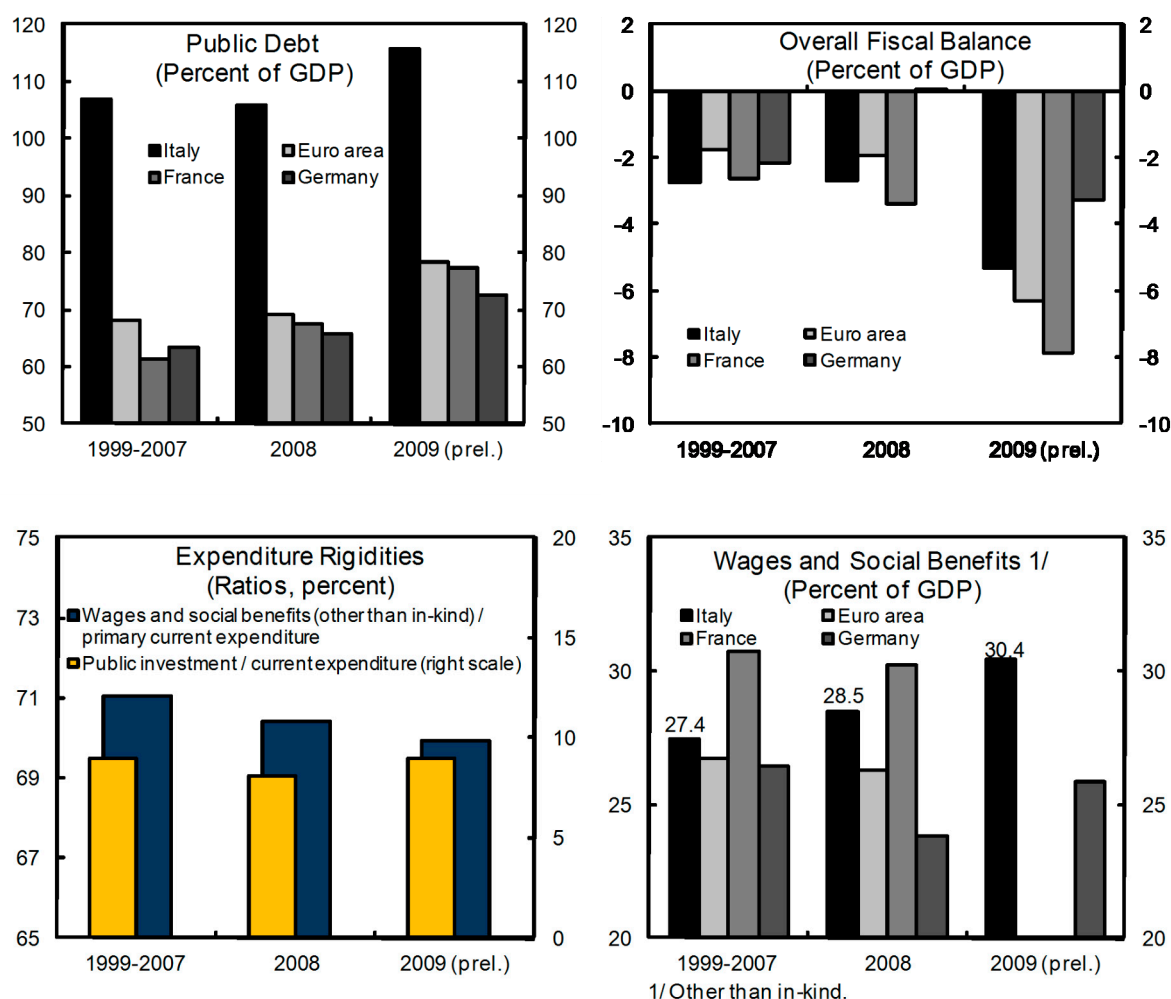 Public Debt
(Percent of GDP)
120 120
110 110
100 100
90 90
80 80
70 70
60 60
50 50
Italy Euro area
France Germany
1999-2007 2008 2009 (prel.)
Overall Fiscal Balance
(Percent of GDP)
2 2
0 0
-2 -2
-4 -4
-6 -6
-8 -8
-10 -10
Italy Euro area
France Germany
1999-2007 2008 2009 (prel.)
Expenditure Rigidities
(Ratios, percent)
Wages and social benefits (other than in-kind) /
primary current expenditure
Public investment / current expenditure (right scale)
75 20
73
71 15
69 10
67 5
65 0
1999-2007 2008 2009 (prel.)
Wages and Social Benefits 1/
(Percent of GDP)
Italy Euro area
France Germany
35 35
30 30
25 25
20 20
27.4 28.5 30.4
1999-2007 2008 2009 (prel.)
1/ Other than in-kind.